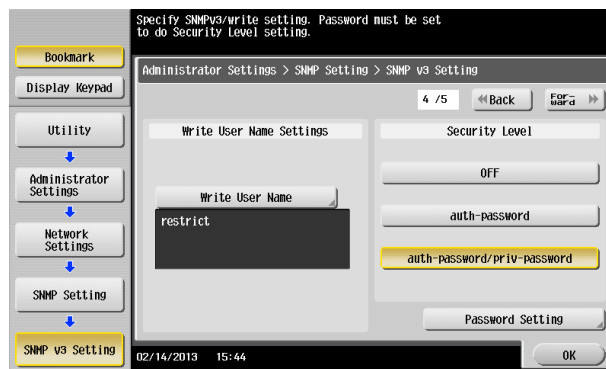 Specify SNMPv3/write setting. Password must be set
to do Security Level setting.
Bookmark
Display Keypad
Utility
Administrator
Settings
Network
Settings
SNMP Setting
SNMP v3 Setting
Administrator Settings > SNMP Setting > SNMP v3 Setting
4 /5
Back
For-
ward
Write User Name Settings
Write User Name
restrict
Security Level
OFF
auth-password
auth-password/priv-password
Password Setting
02/14/2013 15:44
OK